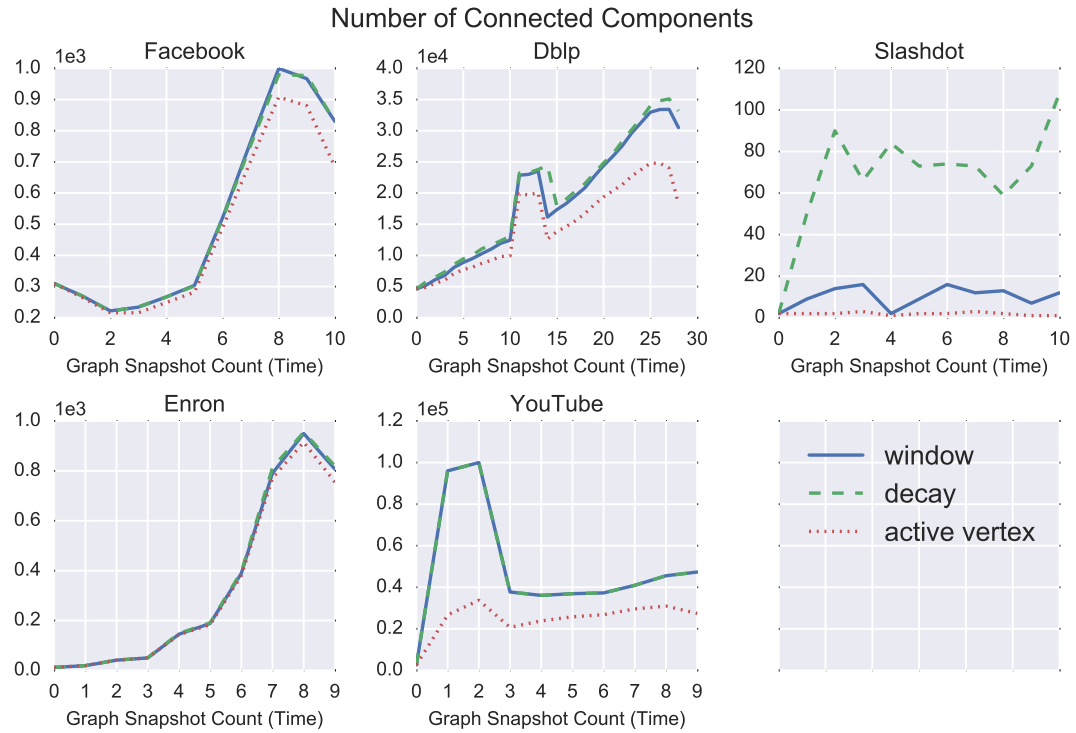 Number of Connected Components
Facebook
1e3
1.0
0.9
0.8
0.7
0.6
0.5
0.4
0.3
0.2
0 2 4 6 8 10
Graph Snapshot Count (Time)
Dblp
1e4
4.0
3.5
3.0
2.5
2.0
1.5
1.0
0.5
0.0
0 5 10 15 20 25 30
Graph Snapshot Count (Time)
Slashdot
120
100
80
60
40
20
0
0 2 4 6 8 10
Graph Snapshot Count (Time)
Enron
1e3
1.0
0.8
0.6
0.4
0.2
0.0
0 1 2 3 4 5 6 7 8 9
Graph Snapshot Count (Time)
YouTube
1e5
1.2
1.0
0.8
0.6
0.4
0.2
0.0
0 1 2 3 4 5 6 7 8 9
Graph Snapshot Count (Time)
window
decay
active vertex